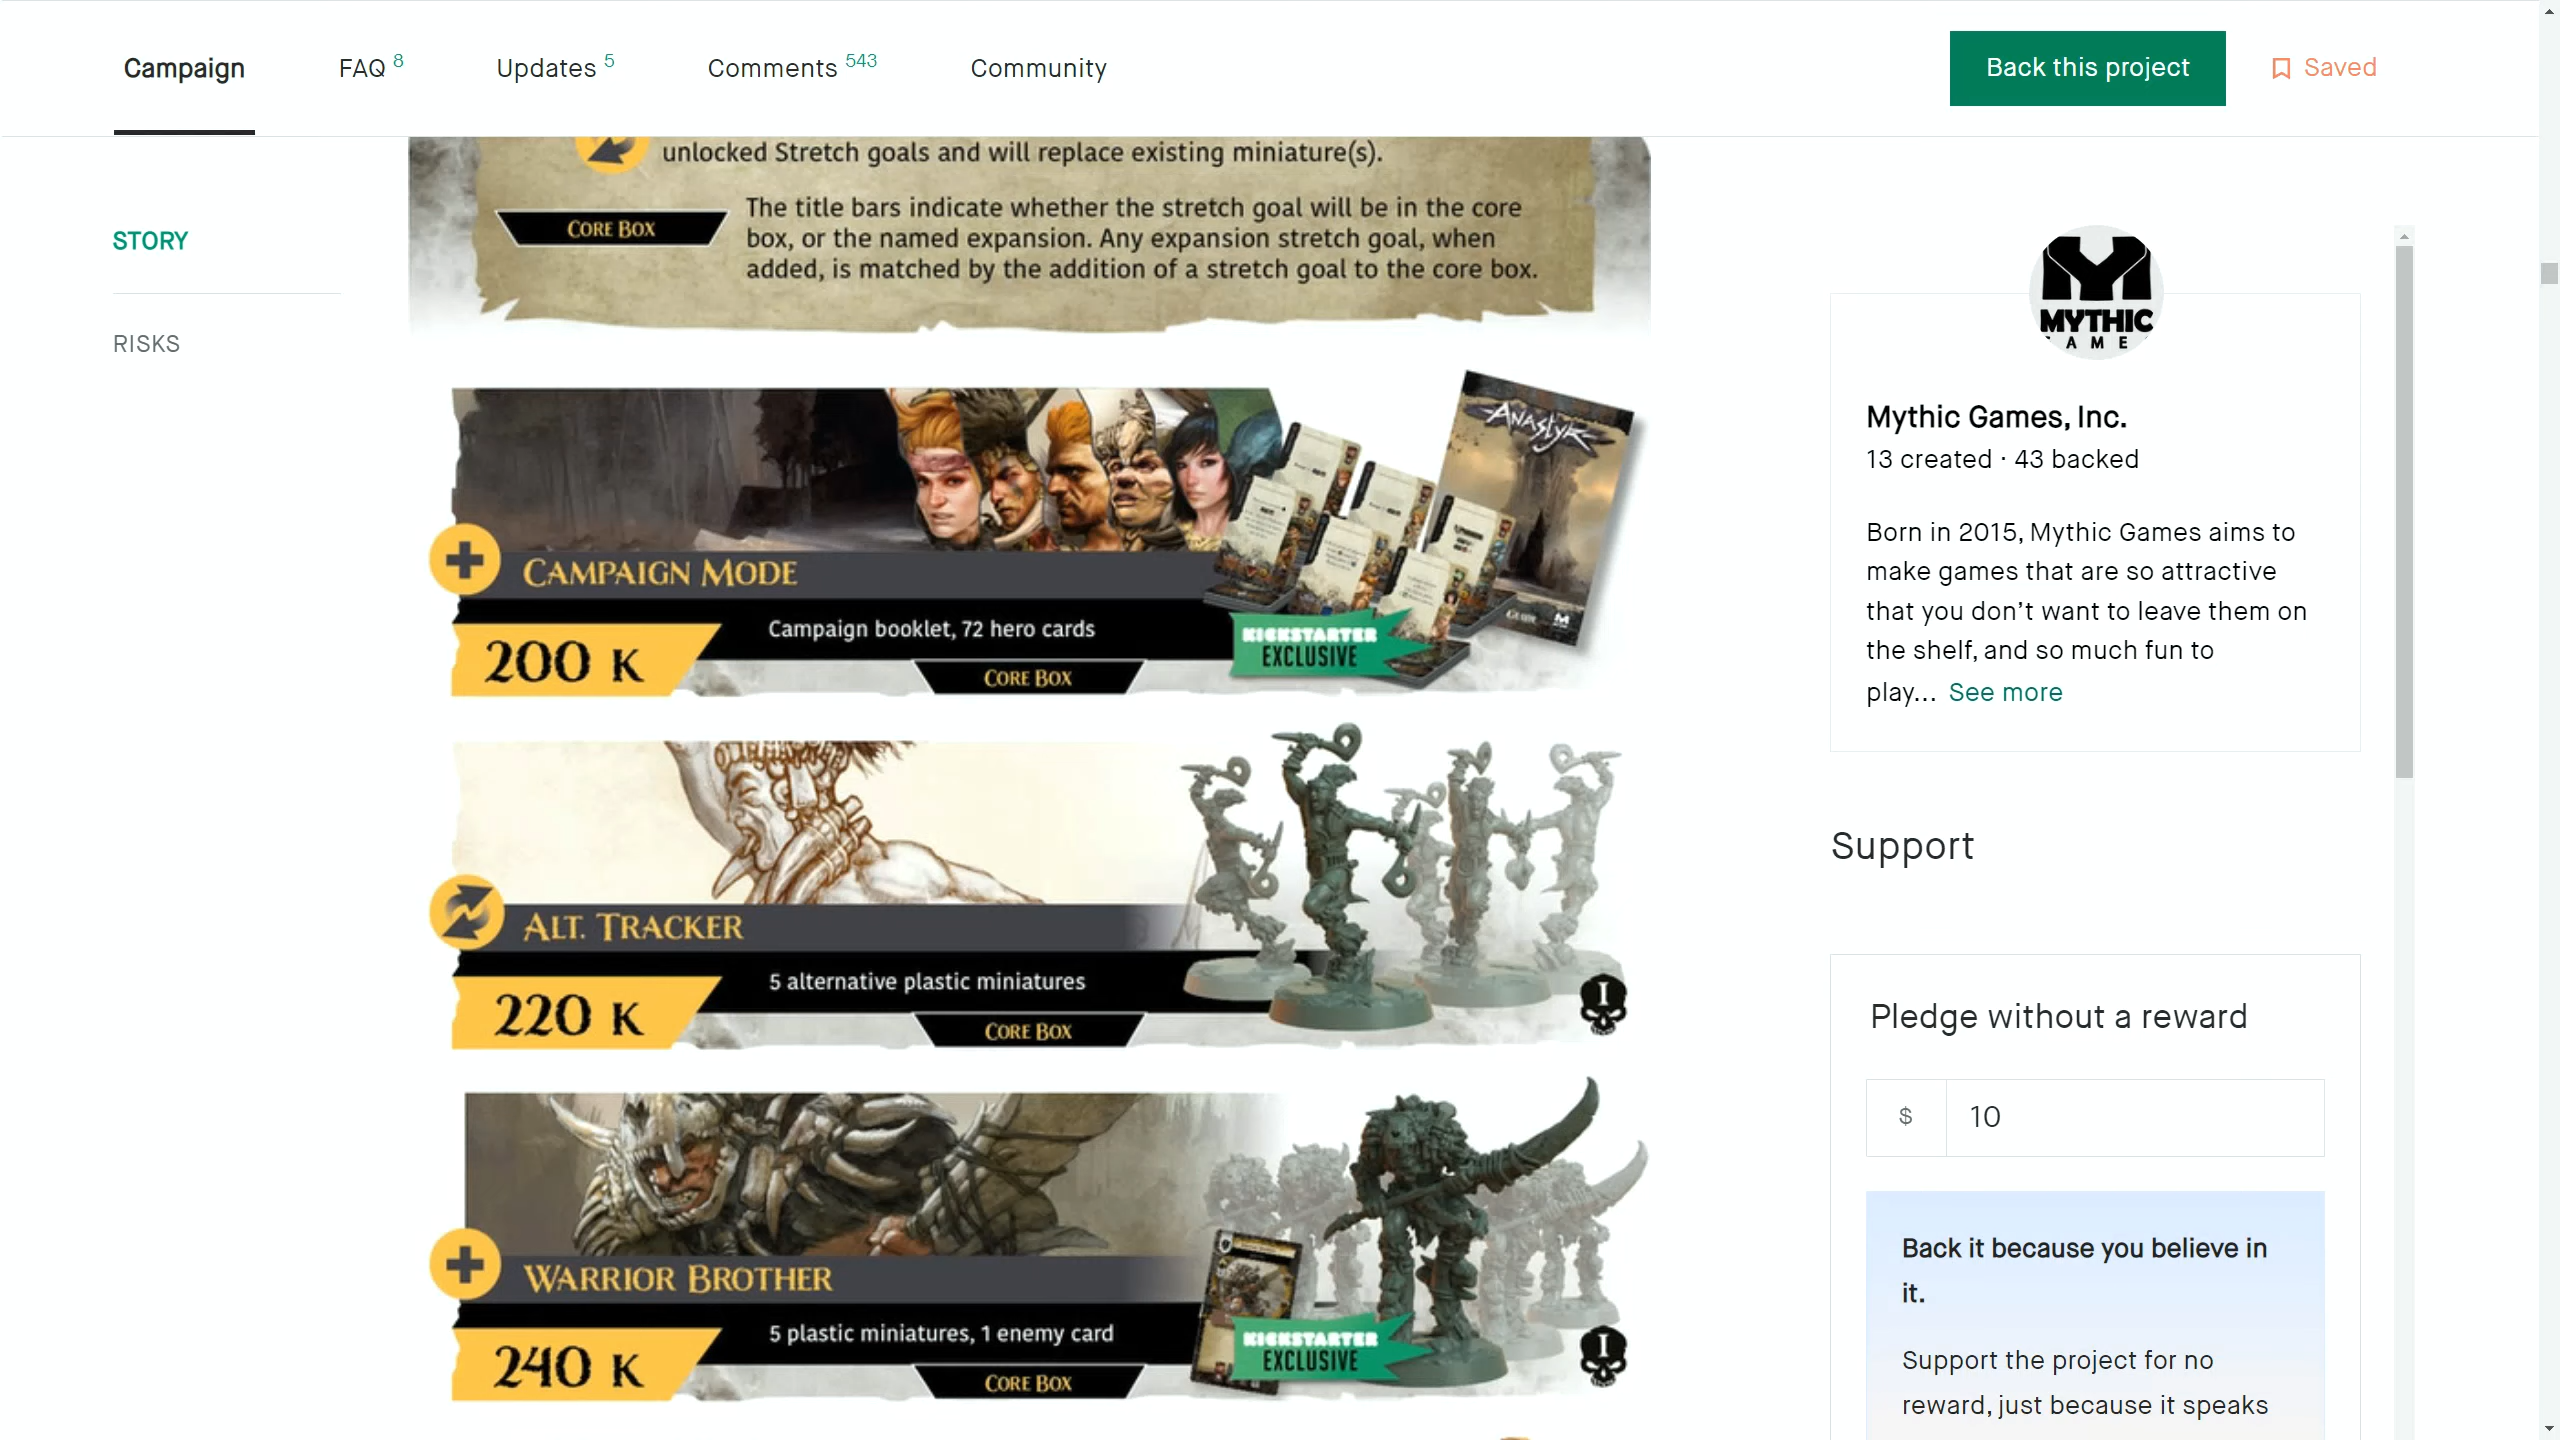 Campaign
FAQ 8
Updates 5
Comments 543
Community
Back this project
Saved
STORY
RISKS
unlocked Stretch goals and will replace existing miniature(s).
CORE BOX
The title bars indicate whether the stretch goal will be in the core
box, or the named expansion. Any expansion stretch goal, when
added, is matched by the addition of a stretch goal to the core box.
ANASTYR
CAMPAIGN MODE
Campaign booklet, 72 hero cards
200 K
CORE BOX
KICKSTARTER
EXCLUSIVE
ALT. TRACKER
5 alternative plastic miniatures
220 K
CORE BOX
I
WARRIOR BROTHER
5 plastic miniatures, 1 enemy card
240 K
CORE BOX
KICKSTARTER
EXCLUSIVE
I
MYTHIC
GAMES
Mythic Games, Inc.
13 created · 43 backed
Born in 2015, Mythic Games aims to
make games that are so attractive
that you don’t want to leave them on
the shelf, and so much fun to
play... See more
Support
Pledge without a reward
$ 10
Back it because you believe in
it.
Support the project for no
reward, just because it speaks